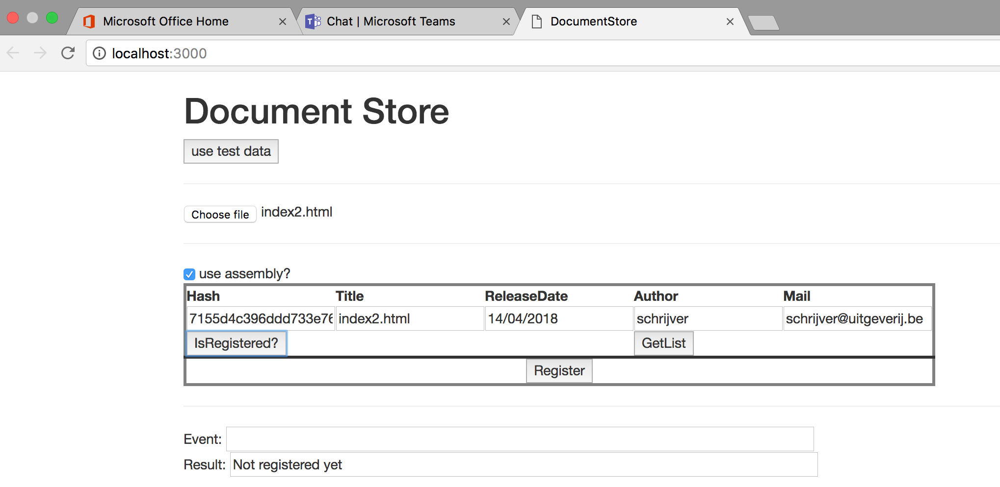 Microsoft Office Home Chat | Microsoft Teams DocumentStore
localhost:3000
Document Store
use test data
Choose file index2.html
use assembly?
Hash Title ReleaseDate Author Mail
7155d4c396ddd733e76 index2.html 14/04/2018 schrijver schrijver@uitgeverij.be
IsRegistered? GetList
Register
Event:
Result: Not registered yet